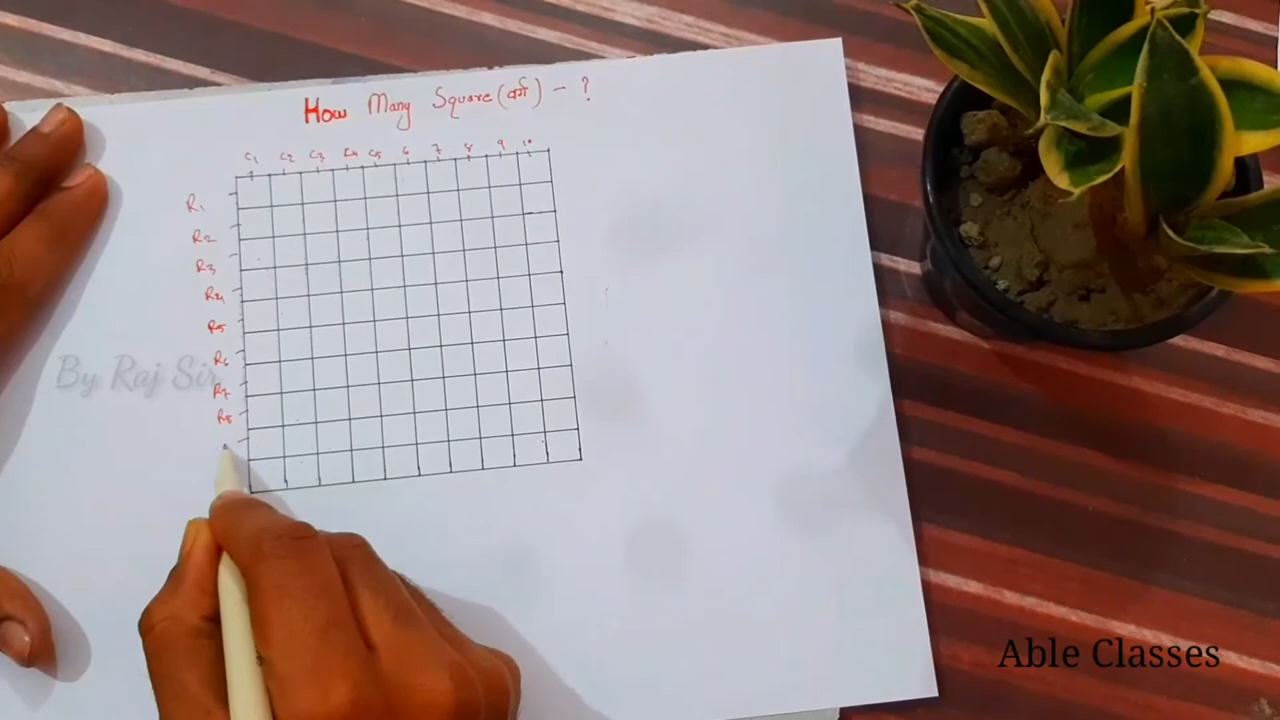 How Many Square (वर्ग) - ?
C1 C2 C3 C4 C5 6 7 8 9 10
R1
R2
R3
R4
R5
R6
By Raj Sir
R7
R8
Able Classes